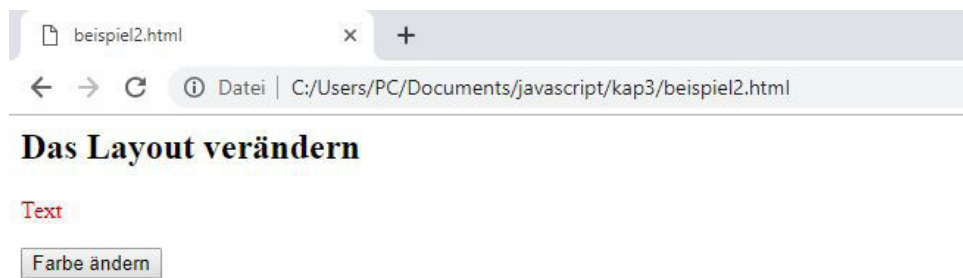 beispiel2.html
Datei | C:/Users/PC/Documents/javascript/kap3/beispiel2.html
Das Layout verändern
Text
Farbe ändern